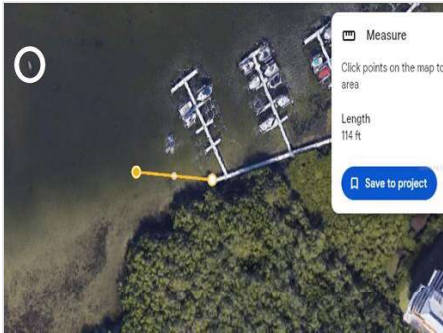 Measure
Click points on the map to
area
Length
114 ft
Save to project